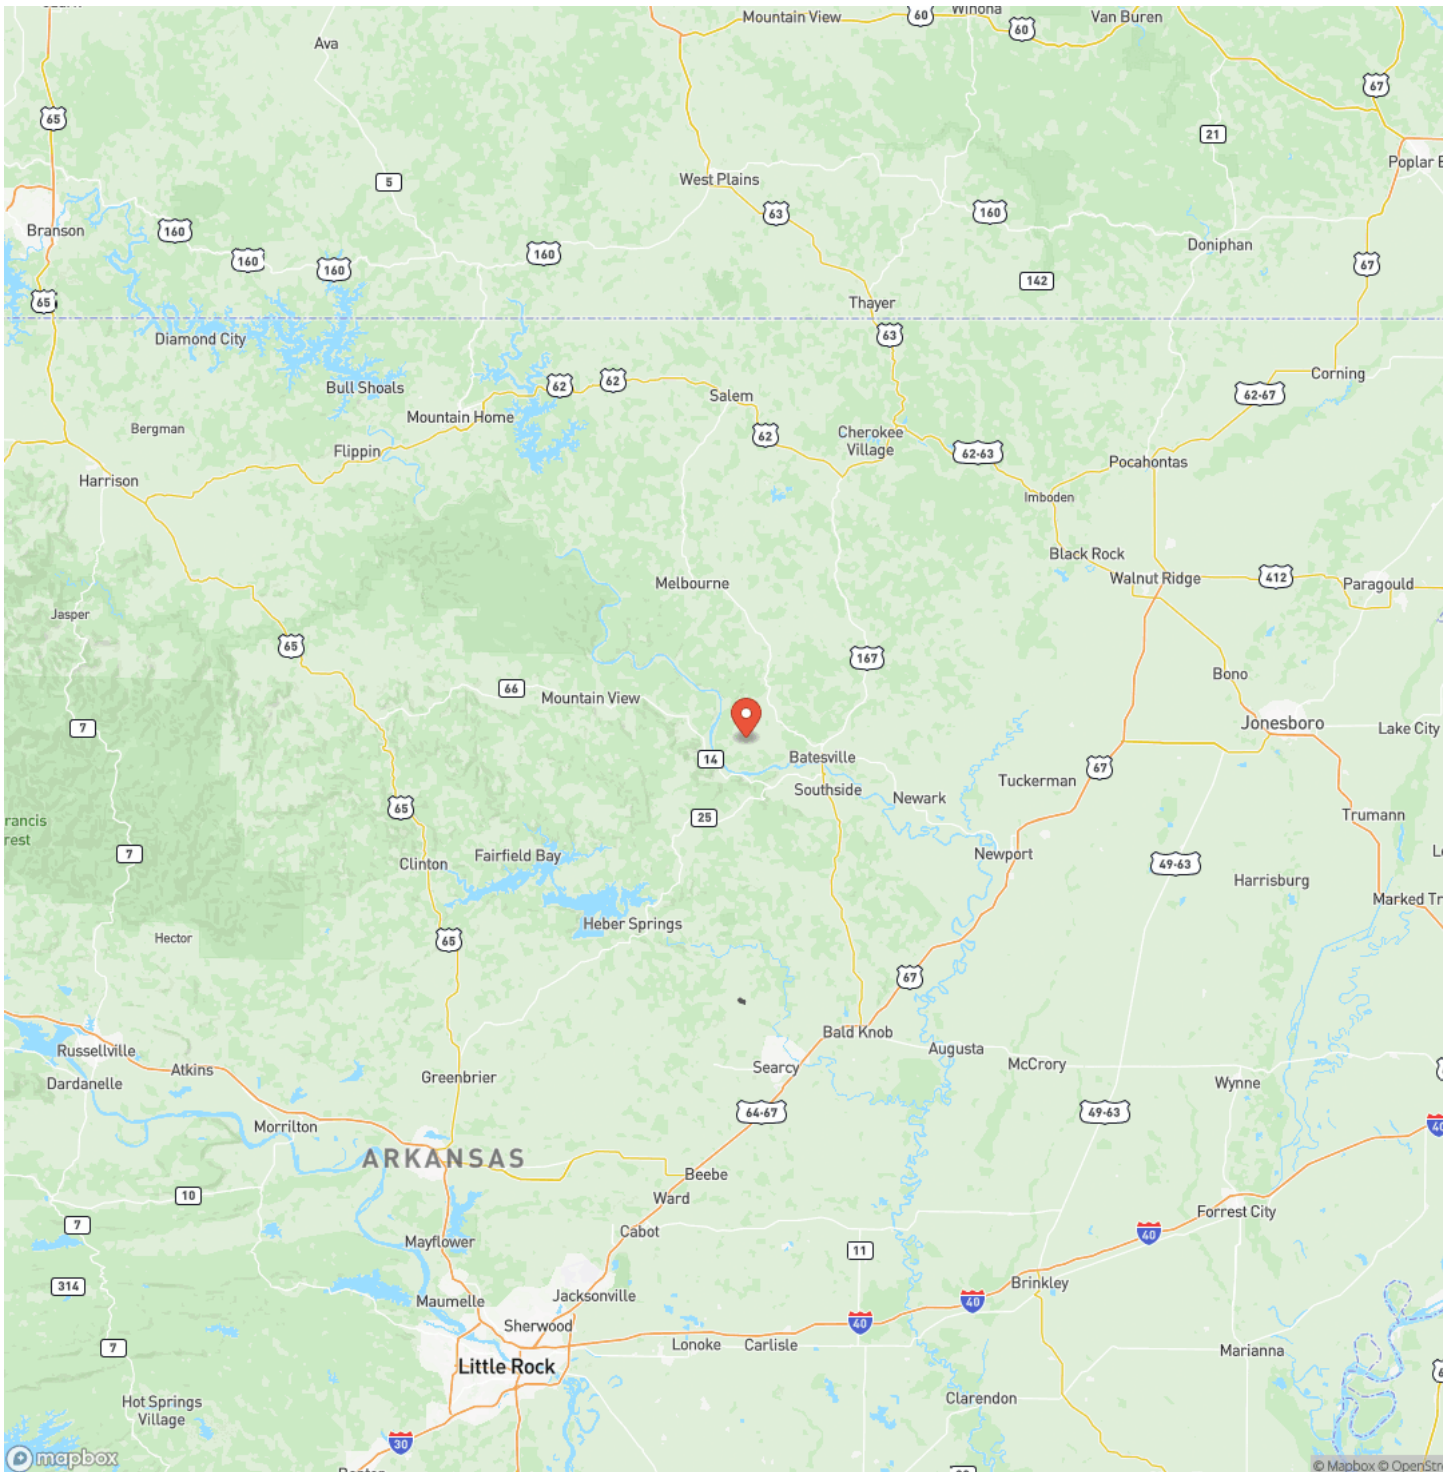 Mountain View
60
Winona
Van Buren
60
Ava
67
65
21
Poplar B
5
West Plains
63
160
Branson
160
160
160
160
Doniphan
67
142
65
Thayer
63
Diamond City
Bull Shoals
62
62
Salem
Corning
62-67
Mountain Home
62
Cherokee
Village
Bergman
Flippin
62-63
Pocahontas
Harrison
Imboden
Black Rock
Melbourne
Walnut Ridge
412
Paragould
Jasper
65
167
Bono
66
Mountain View
7
Jonesboro
Lake City
14
Batesville
67
Tuckerman
Southside
Newark
65
25
rancis
rest
Trumann
7
Clinton
Fairfield Bay
Newport
49-63
Harrisburg
Marked Tr
Heber Springs
Hector
65
67
Bald Knob
Russellville
Augusta
Atkins
Searcy
McCrory
Dardanelle
Greenbrier
Wynne
64-67
49-63
Morrilton
40
ARKANSAS
Beebe
10
Ward
Forrest City
7
Cabot
40
Mayflower
11
314
Brinkley
Maumelle
Jacksonville
40
Sherwood
40
7
Lonoke
Carlisle
Marianna
Little Rock
Hot Springs
Village
Clarendon
30
mapbox
© Mapbox © OpenStr